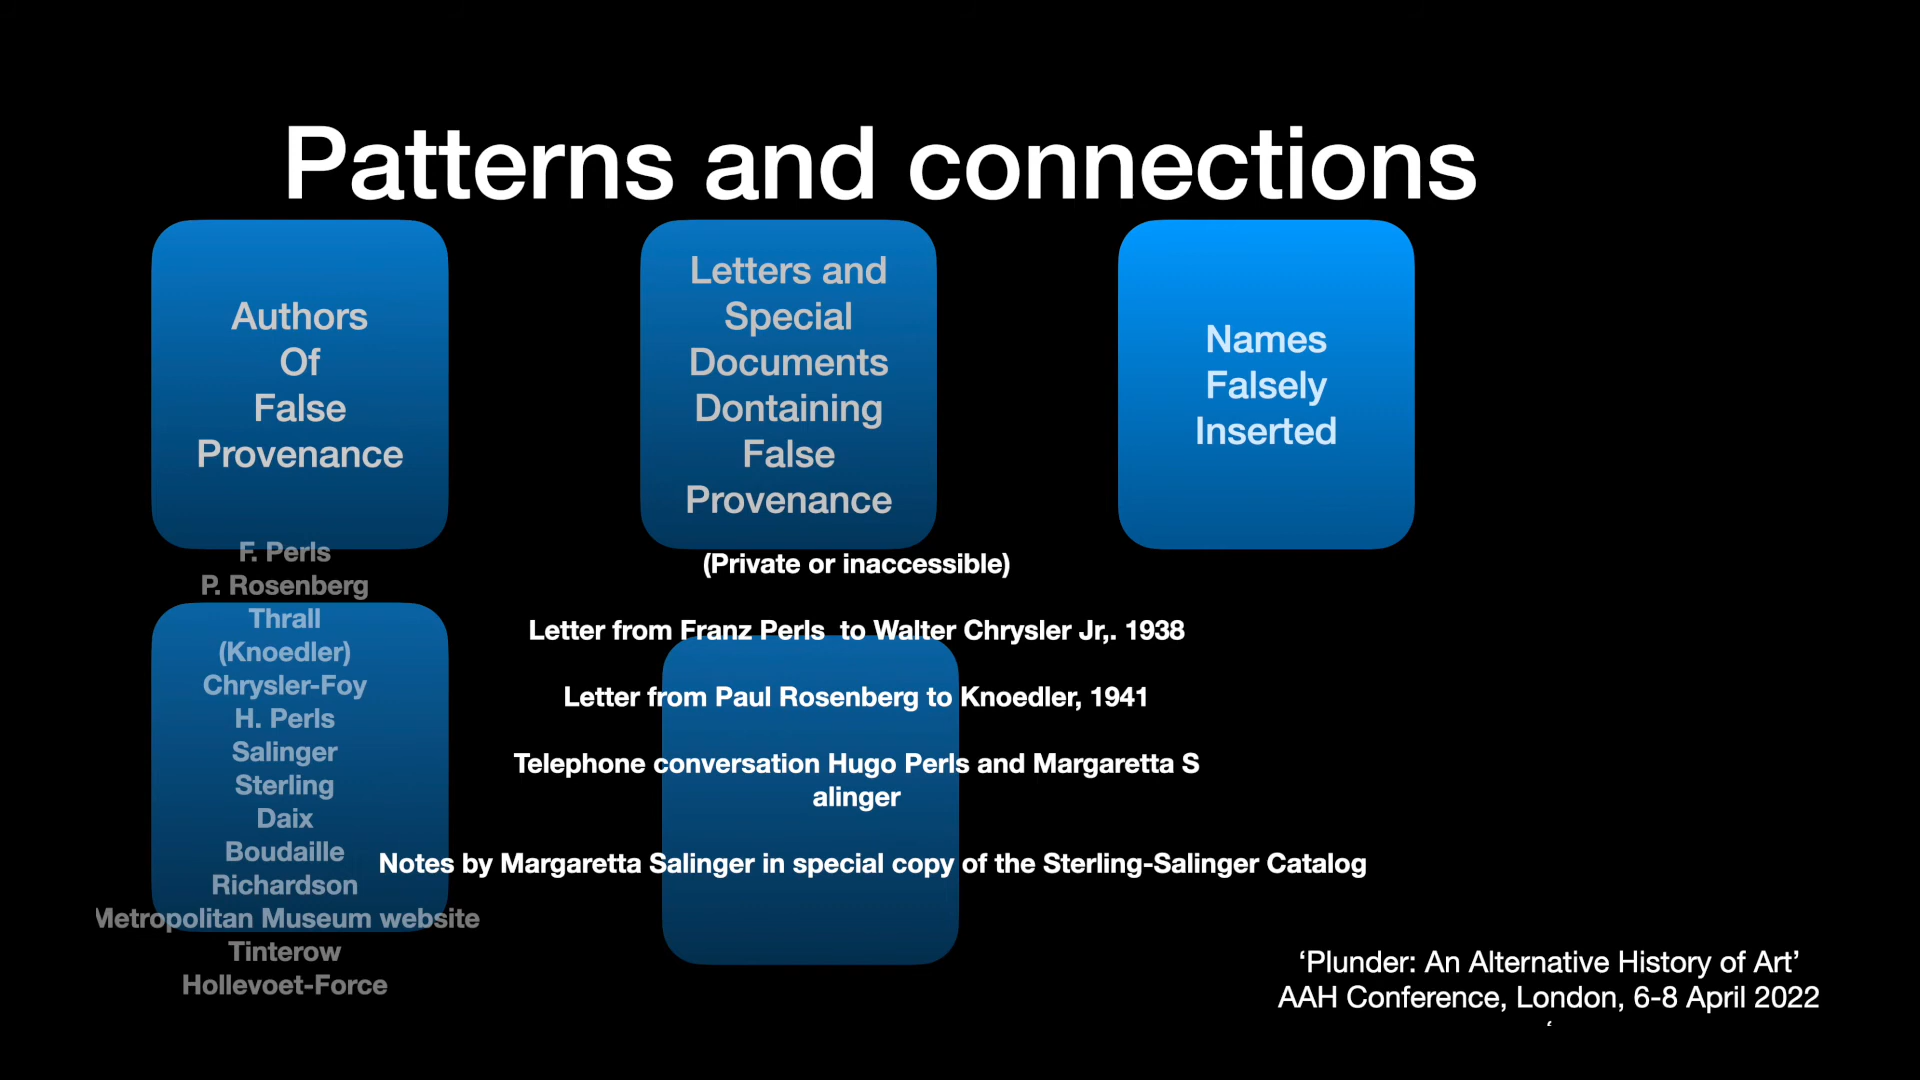 Patterns and connections
Authors
Of
False
Provenance
F. Perls
P. Rosenberg
Thrall
(Knoedler)
Chrysler-Foy
H. Perls
Salinger
Sterling
Daix
Boudaille
Richardson
Metropolitan Museum website
Tinterow
Hollevoet-Force
Letters and
Special
Documents
Dontaining
False
Provenance
(Private or inaccessible)
Letter from Franz Perls  to Walter Chrysler Jr,. 1938
Letter from Paul Rosenberg to Knoedler, 1941
Telephone conversation Hugo Perls and Margaretta S
alinger
Notes by Margaretta Salinger in special copy of the Sterling-Salinger Catalog
Names
Falsely
Inserted
‘Plunder: An Alternative History of Art’
AAH Conference, London, 6-8 April 2022
‘